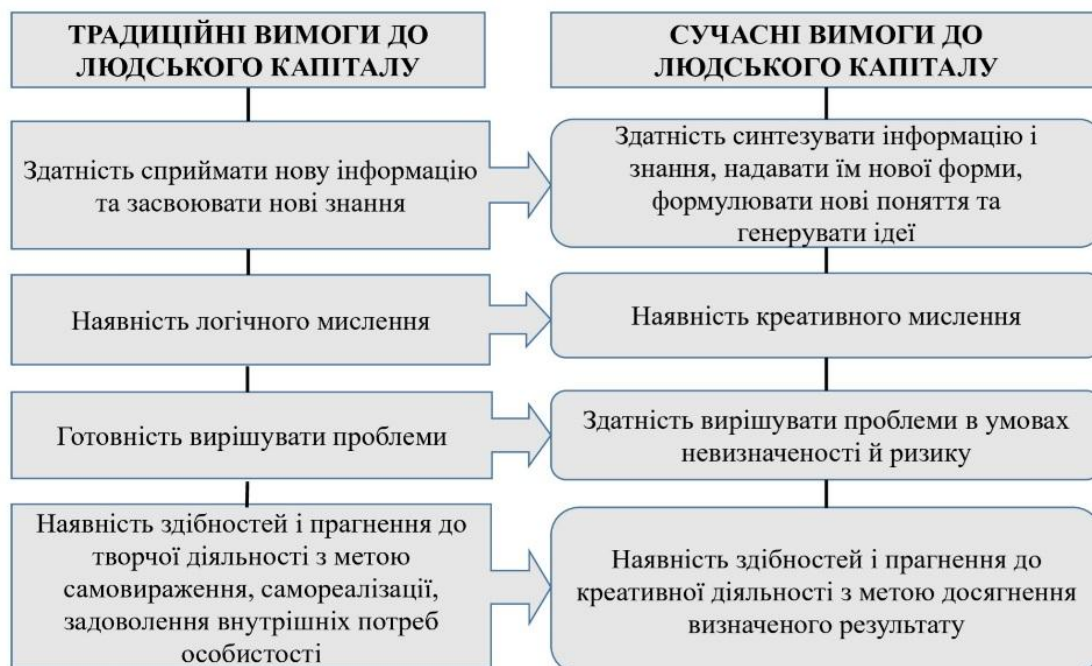 ТРАДИЦІЙНІ ВИМОГИ ДО
ЛЮДСЬКОГО КАПІТАЛУ
СУЧАСНІ ВИМОГИ ДО
ЛЮДСЬКОГО КАПІТАЛУ
Здатність сприймати нову інформацію
та засвоювати нові знання
Здатність синтезувати інформацію і
знання, надавати їм нової форми,
формулювати нові поняття та
генерувати ідеї
Наявність логічного мислення
Наявність креативного мислення
Готовність вирішувати проблеми
Здатність вирішувати проблеми в умовах
невизначеності й ризику
Наявність здібностей і прагнення до
творчої діяльності з метою
самовираження, самореалізації,
задоволення внутрішніх потреб
особистості
Наявність здібностей і прагнення до
креативної діяльності з метою досягнення
визначеного результату